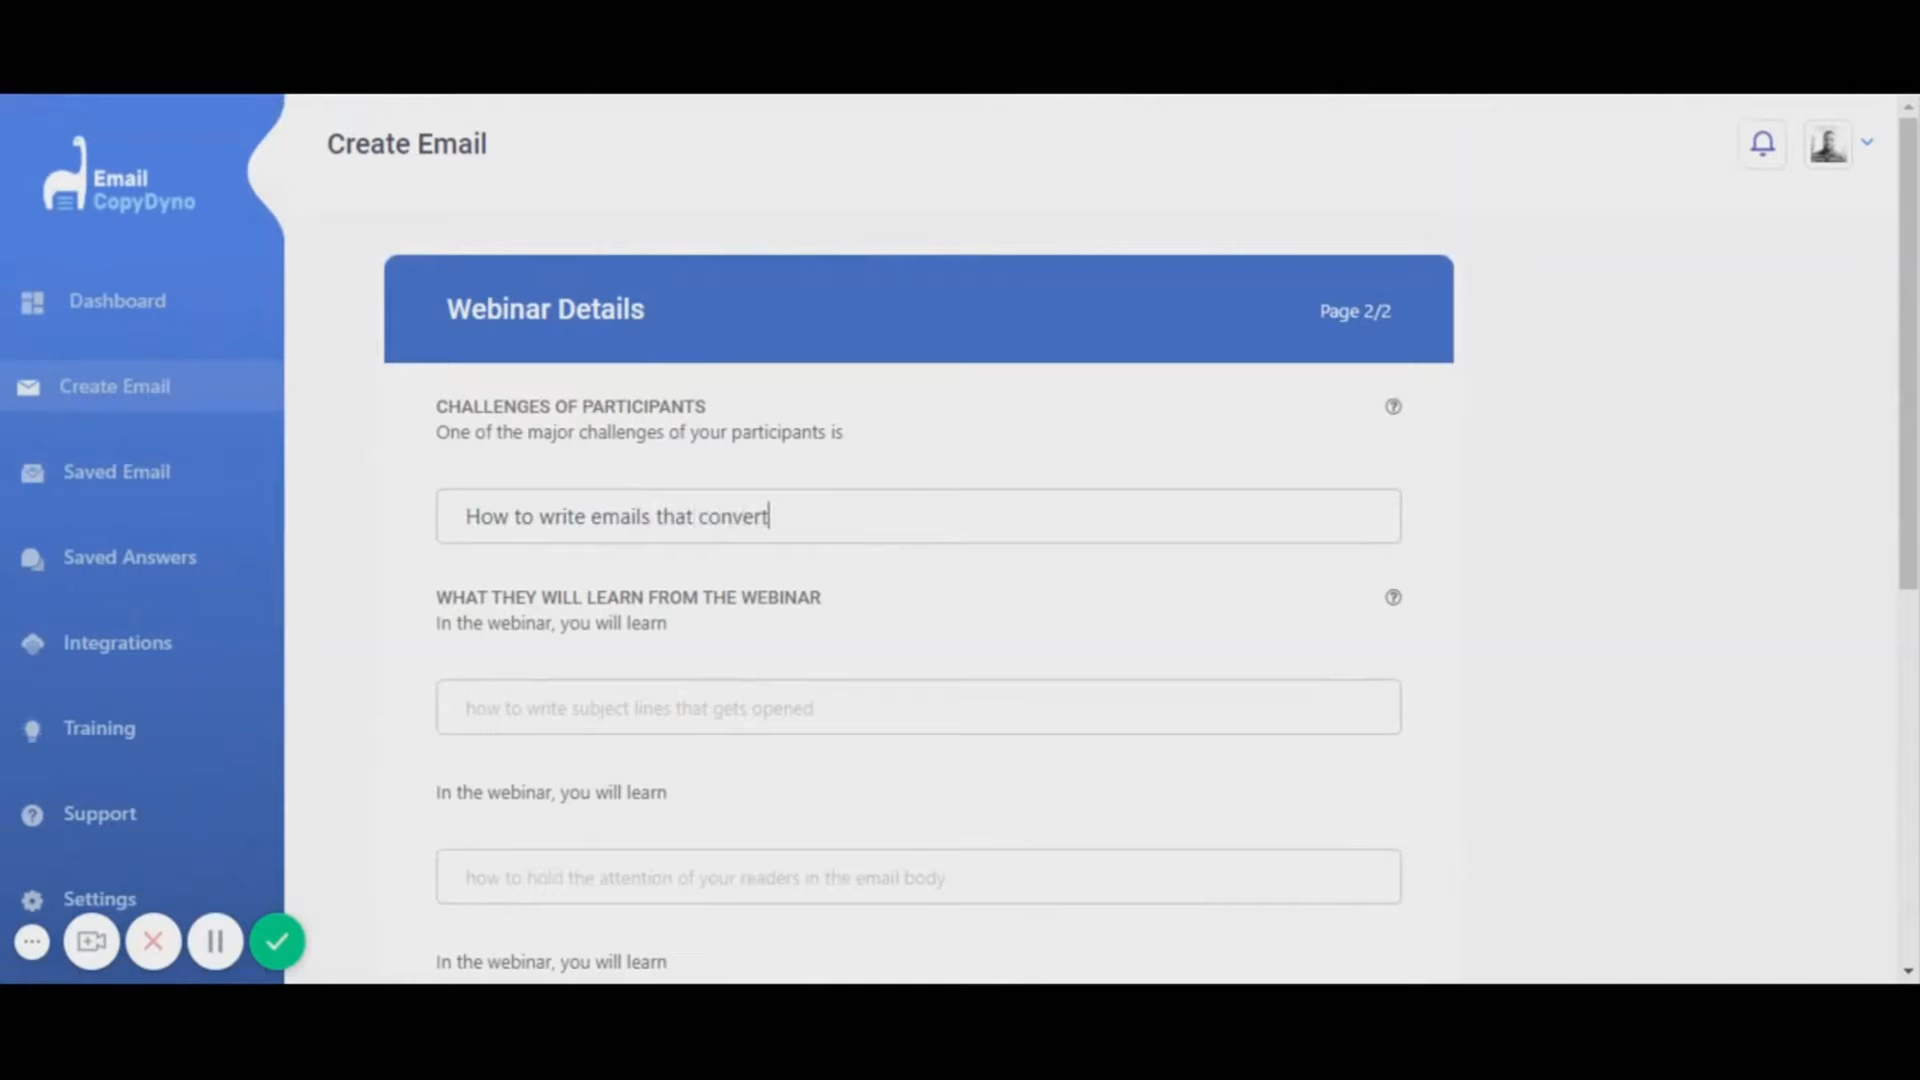 Email
CopyDyno
Create Email
Dashboard
Create Email
Saved Email
Saved Answers
Integrations
Training
Support
Settings
Webinar Details
Page 2/2
CHALLENGES OF PARTICIPANTS
One of the major challenges of your participants is
How to write emails that convert
WHAT THEY WILL LEARN FROM THE WEBINAR
In the webinar, you will learn
how to write subject lines that gets opened
In the webinar, you will learn
how to hold the attention of your readers in the email body
In the webinar, you will learn